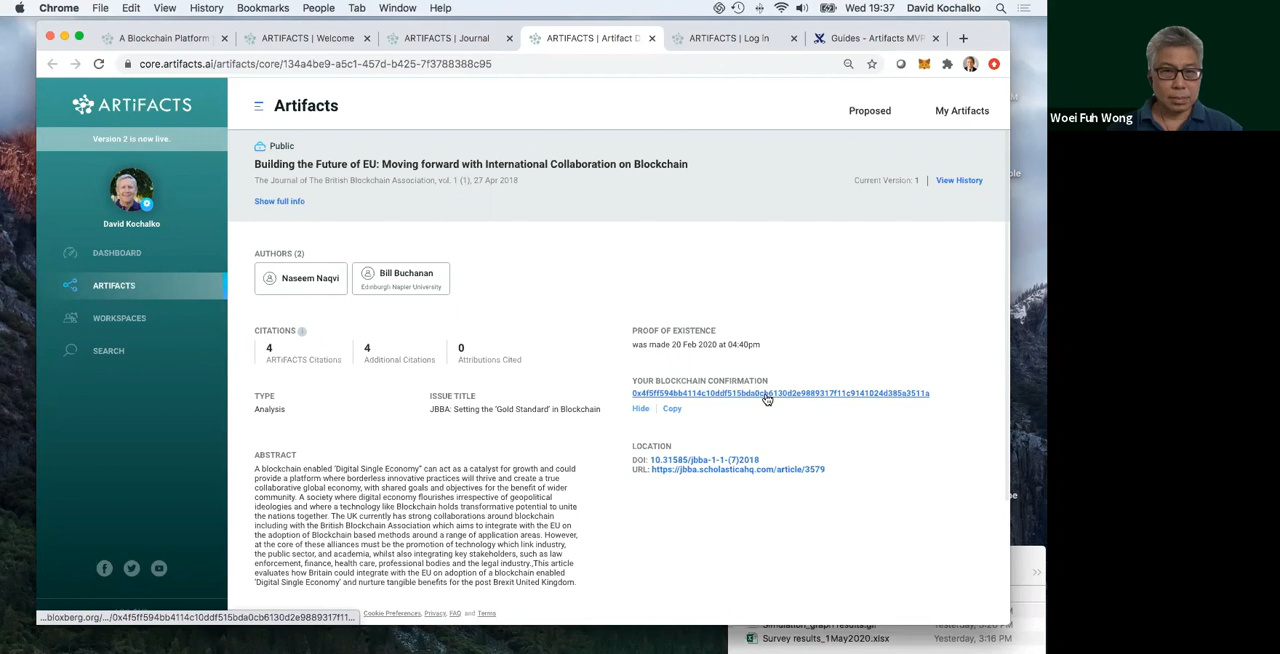 Chrome File Edit View History Bookmarks People Tab Window Help Wed 19:37 David Kochalko
A Blockchain Platform ARTiFACTS | Welcome ARTiFACTS | Journal ARTiFACTS | Artifact D ARTiFACTS | Log In Guides - Artifacts MVP
core.artifacts.ai/artifacts/core/134a4be9-a5c1-457d-b425-7f3788388c95
Woei Fuh Wong
ARTiFACTS
Version 2 is now live.
David Kochalko
DASHBOARD
ARTIFACTS
WORKSPACES
SEARCH
Artifacts
Proposed My Artifacts
Public
Building the Future of EU: Moving forward with International Collaboration on Blockchain
The Journal of The British Blockchain Association, vol. 1 (1), 27 Apr 2018
Current Version: 1 | View History
Show full info
AUTHORS (2)
Naseem Naqvi
Bill Buchanan
Edinburgh Napier University
CITATIONS
4 4 0
ARTiFACTS Citations Additional Citations Attributions Cited
TYPE ISSUE TITLE
Analysis JBBA: Setting the 'Gold Standard' in Blockchain
ABSTRACT
A blockchain enabled "Digital Single Economy" can act as a catalyst for growth and could
provide a platform where borderless innovative practices will thrive and create a true
collaborative global economy, with shared goals and objectives for the benefit of wider
community. A society where digital economy flourishes irrespective of geopolitical
ideologies and where a technology like Blockchain holds transformative potential to unite
the nations together. The UK currently has strong collaborations around blockchain
including with the British Blockchain Association which aims to integrate with the EU on
the adoption of Blockchain based methods around a range of application areas. However,
at the core of these alliances must be the promotion of technology which link industry,
the public sector, and academia, whilst also integrating key stakeholders, such as law
enforcement, finance, health care, professional bodies and the legal industry.,This article
evaluates how Britain could integrate with the EU on adoption of a blockchain enabled
'Digital Single Economy' and nurture tangible benefits for the post Brexit United Kingdom.
PROOF OF EXISTENCE
was made 20 Feb 2020 at 04:40pm
YOUR BLOCKCHAIN CONFIRMATION
0x4f5ff594bb4114c10ddf515bda0cb6130d2e9889317f11c9141024d385a3511a
Hide | Copy
LOCATION
DOI: 10.31585/jbba-1-1-(7)2018
URL: https://jbba.scholasticahq.com/article/3579
...bloxberg.org/.../0x4f5ff594bb4114c10ddf515bda0cb6130d2e9889317f11...
Cookie Preferences, Privacy, FAQ and Terms
Yesterday, 3:26 PM
Survey results_1May2020.xlsx Yesterday, 3:16 PM